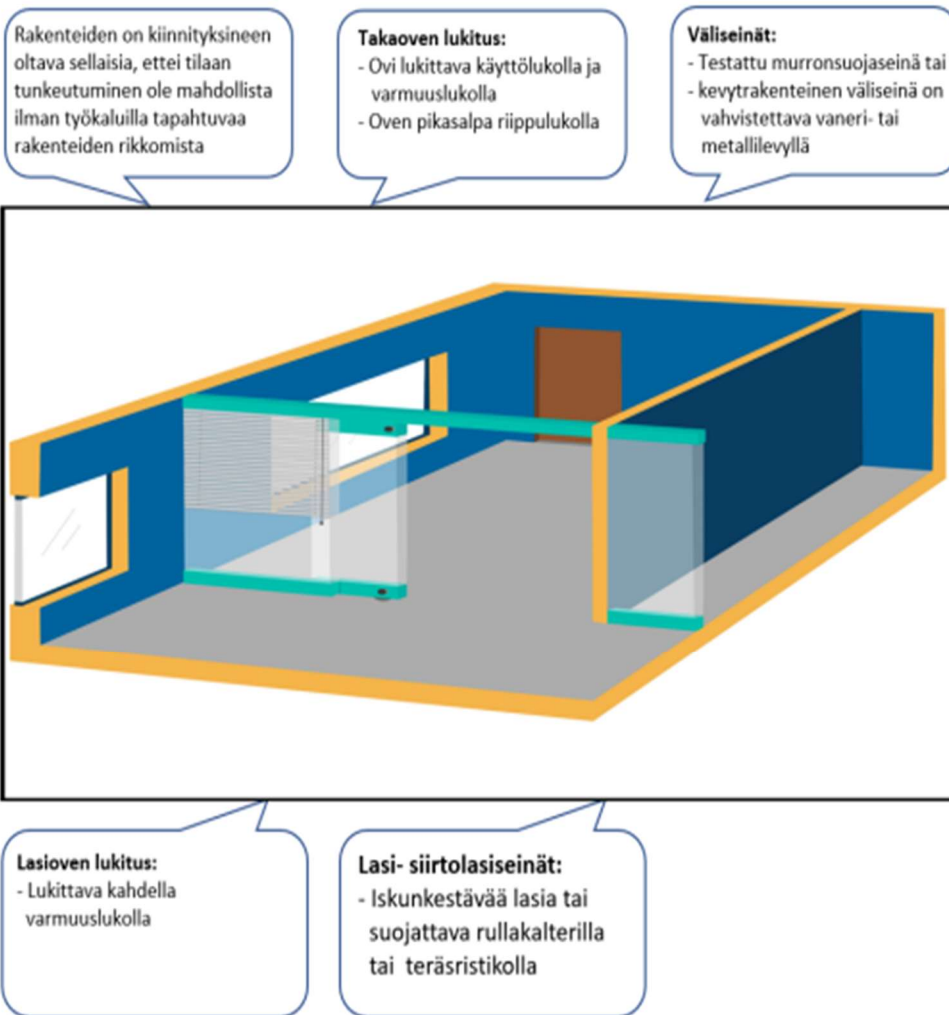 Rakenteiden on kiinnityksineen
oltava sellaisia, ettei tilaan
tunkeutuminen ole mahdollista
ilman työkaluilla tapahtuvaa
rakenteiden rikkomista
Takaoven lukitus:
- Ovi lukittava käyttölukolla ja
varmuuslukolla
- Oven pikasalpa riippulukolla
Väliseinät:
- Testattu murronsuojaseinä tai
- kevytrakenteinen väliseinä on
vahvistettava vaneri- tai
metallilevyllä
Lasioven lukitus:
- Lukittava kahdella
varmuuslukolla
Lasi- siirtolasiseinät:
- Iskunkestävää lasia tai
suojattava rullakalterilla
tai teräsristikolla